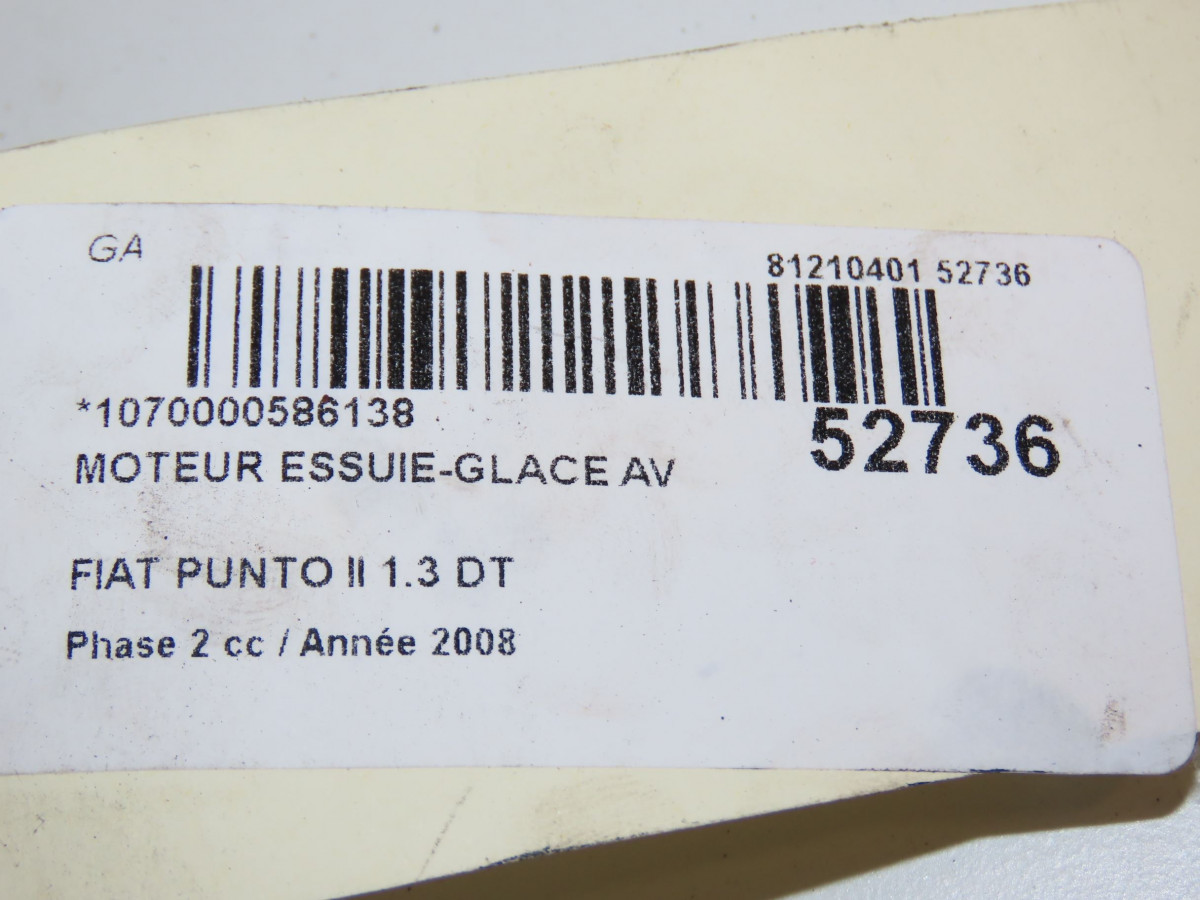 GA
81210401 52736
*1070000586138
52736
MOTEUR ESSUIE-GLACE AV
FIAT PUNTO II 1.3 DT
Phase 2 cc / Année 2008